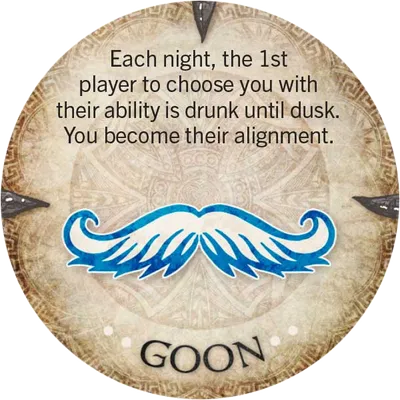 Each night, the 1st
player to choose you with
their ability is drunk until dusk.
You become their alignment.
GOON